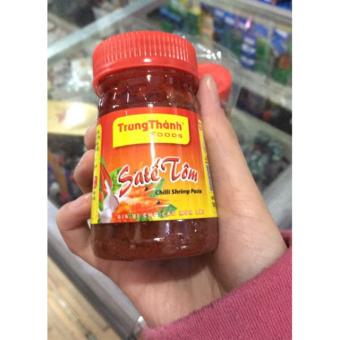 TrungThành
FOODS
Saté Tôm
Chilli Shrimp Paste